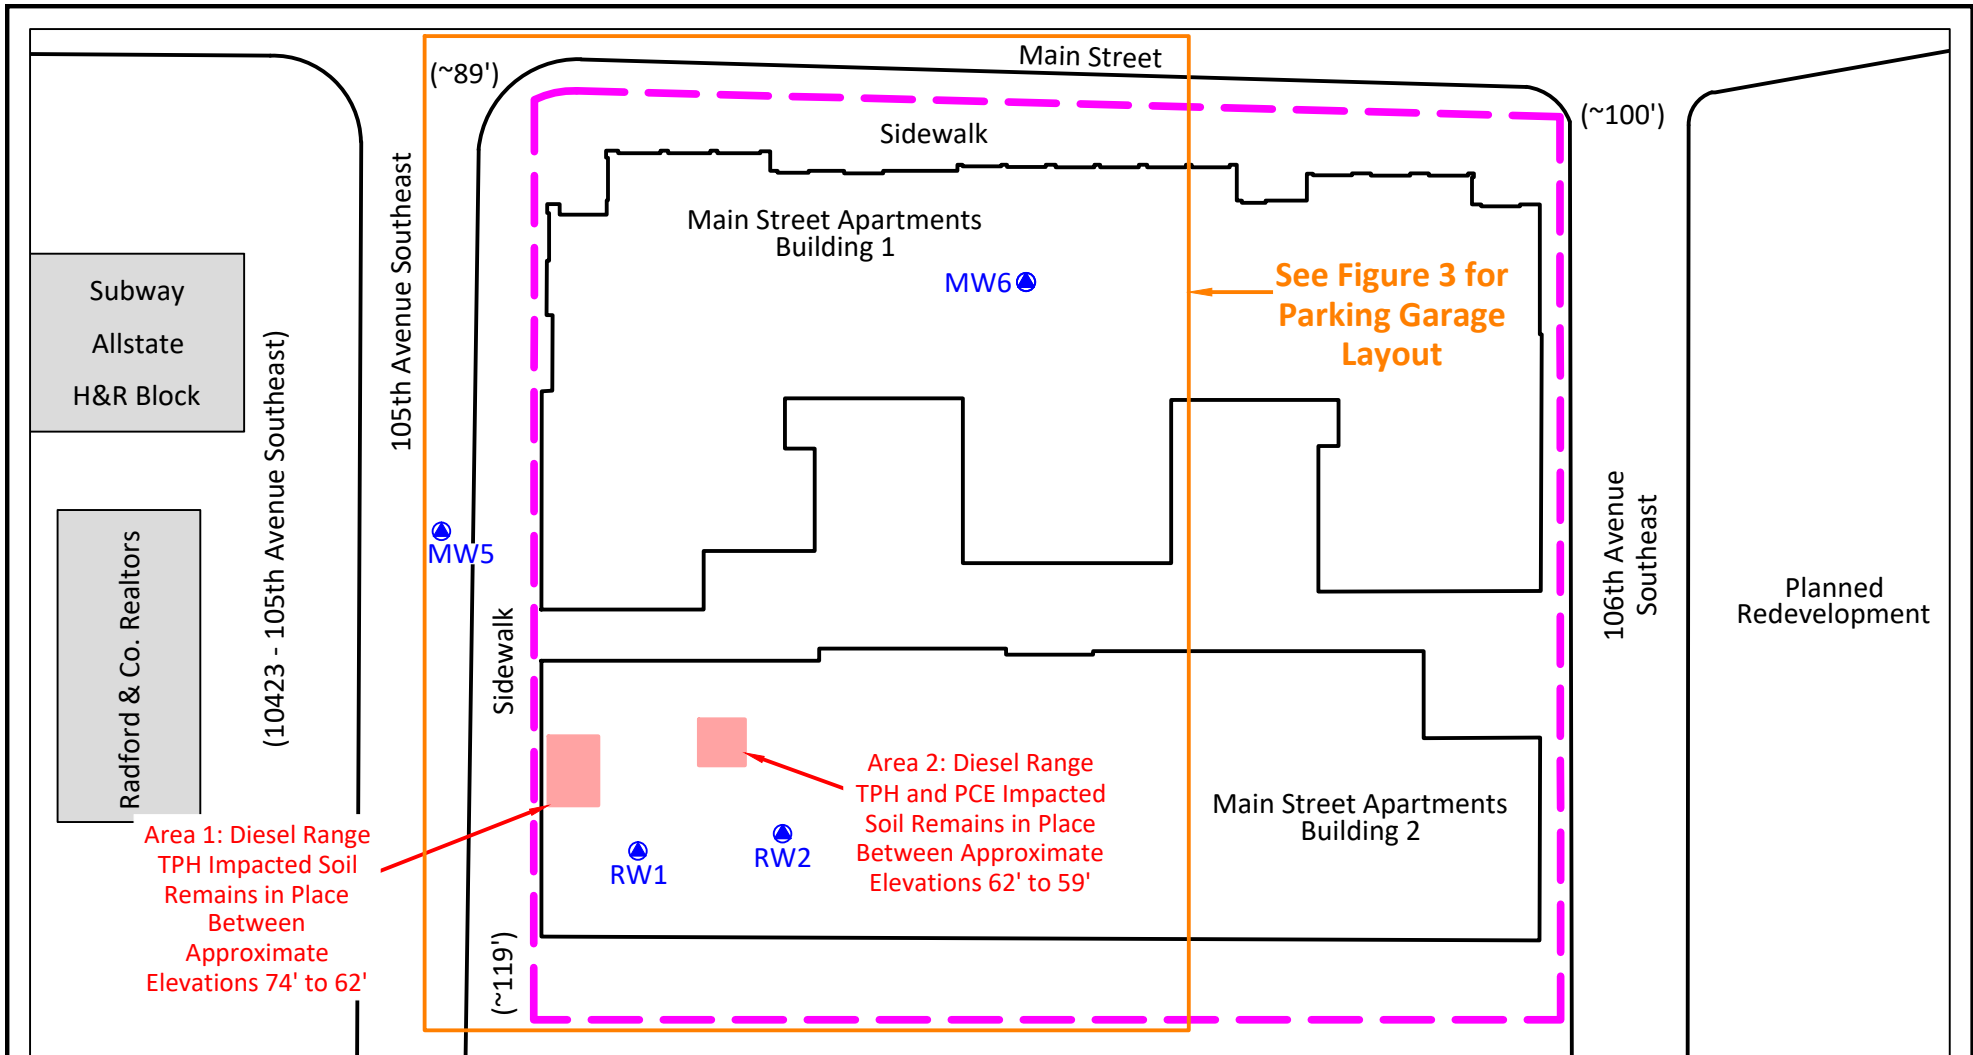 Main Street
(~89')
(~100')
Sidewalk
105th Avenue Southeast
Main Street Apartments
Building 1
MW6
See Figure 3 for
Parking Garage
Layout
Subway
Allstate
H&R Block
(10423 - 105th Avenue Southeast)
Radford & Co. Realtors
MW5
Sidewalk
106th Avenue
Southeast
Planned
Redevelopment
Area 1: Diesel Range
TPH Impacted Soil
Remains in Place
Between
Approximate
Elevations 74' to 62'
Area 2: Diesel Range
TPH and PCE Impacted
Soil Remains in Place
Between Approximate
Elevations 62' to 59'
RW1
RW2
Main Street Apartments
Building 2
(~119')